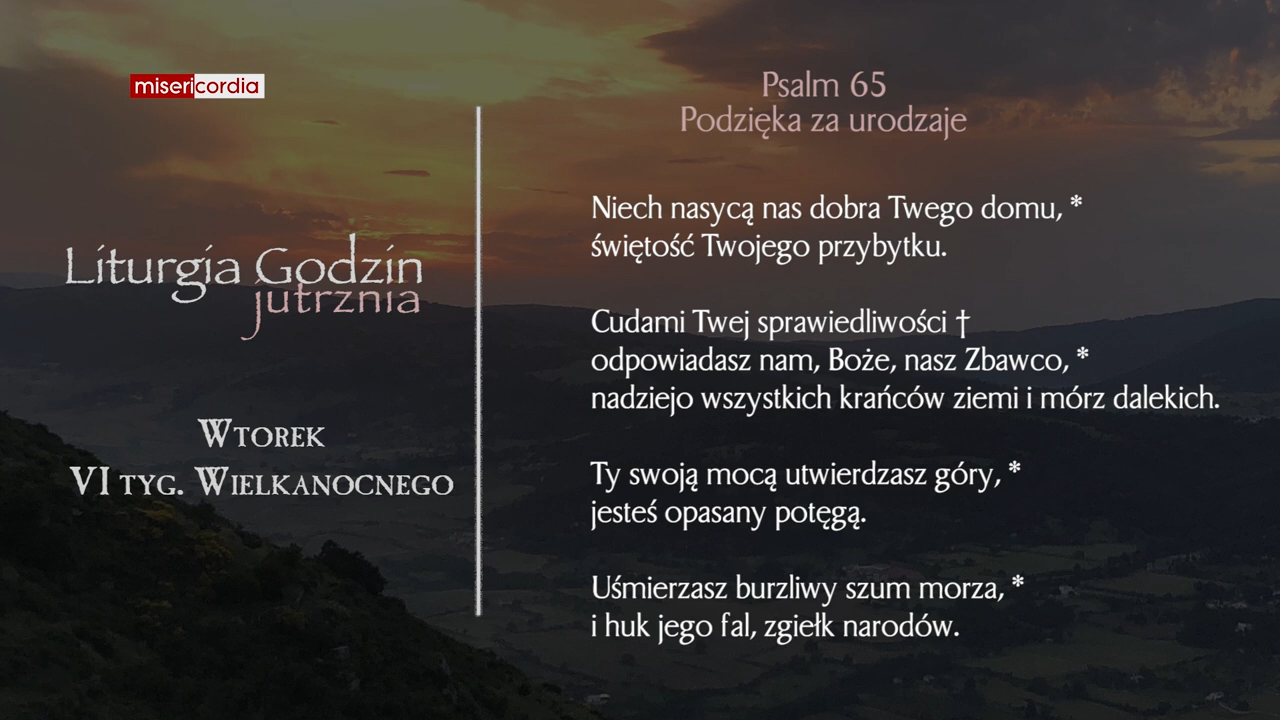 misericordia
Liturgia Godzin
jutrznia
Wtorek
VI tyg. Wielkanocnego
Psalm 65
Podzięka za urodzaje
Niech nasycą nas dobra Twego domu, *
świętość Twojego przybytku.
Cudami Twej sprawiedliwości †
odpowiadasz nam, Boże, nasz Zbawco, *
nadziejo wszystkich krańców ziemi i mórz dalekich.
Ty swoją mocą utwierdzasz góry, *
jesteś opasany potęgą.
Uśmierzasz burzliwy szum morza, *
i huk jego fal, zgiełk narodów.